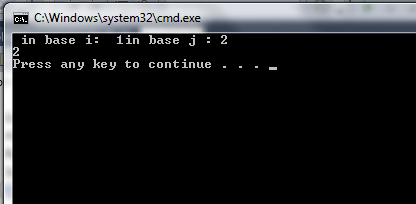 C:\Windows\system32\cmd.exe
in base i:  1in base j : 2
2
Press any key to continue . . . _